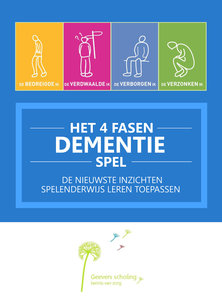 DE BEDREIGDE IK DE VERDWAALDE IK DE VERBORGEN IK DE VERZONKEN IK
HET 4 FASEN
DEMENTIE
SPEL
DE NIEUWSTE INZICHTEN
SPELENDERWIJS LEREN TOEPASSEN
scholing